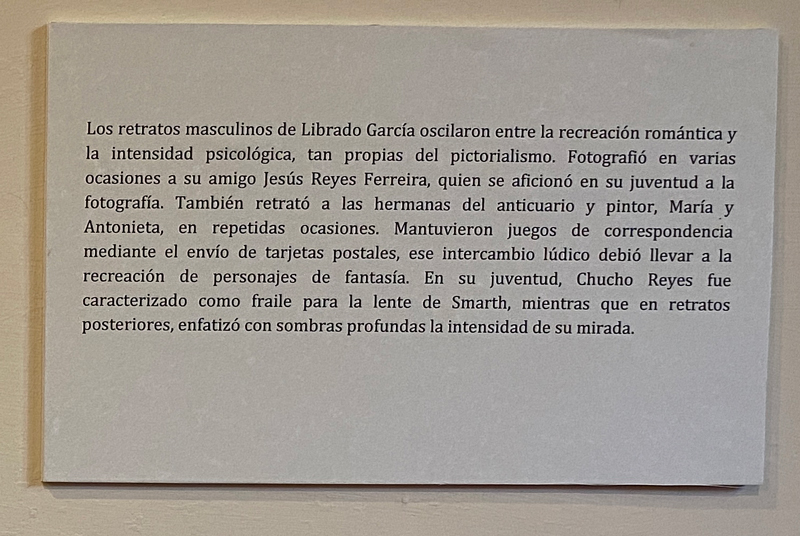 Los retratos masculinos de Librado García oscilaron entre la recreación romántica y
la intensidad psicológica, tan propias del pictorialismo. Fotografió en varias
ocasiones a su amigo Jesús Reyes Ferreira, quien se aficionó en su juventud a la
fotografía. También retrató a las hermanas del anticuario y pintor, María y
Antonieta, en repetidas ocasiones. Mantuvieron juegos de correspondencia
mediante el envío de tarjetas postales, ese intercambio lúdico debió llevar a la
recreación de personajes de fantasía. En su juventud, Chucho Reyes fue
caracterizado como fraile para la lente de Smarth, mientras que en retratos
posteriores, enfatizó con sombras profundas la intensidad de su mirada.